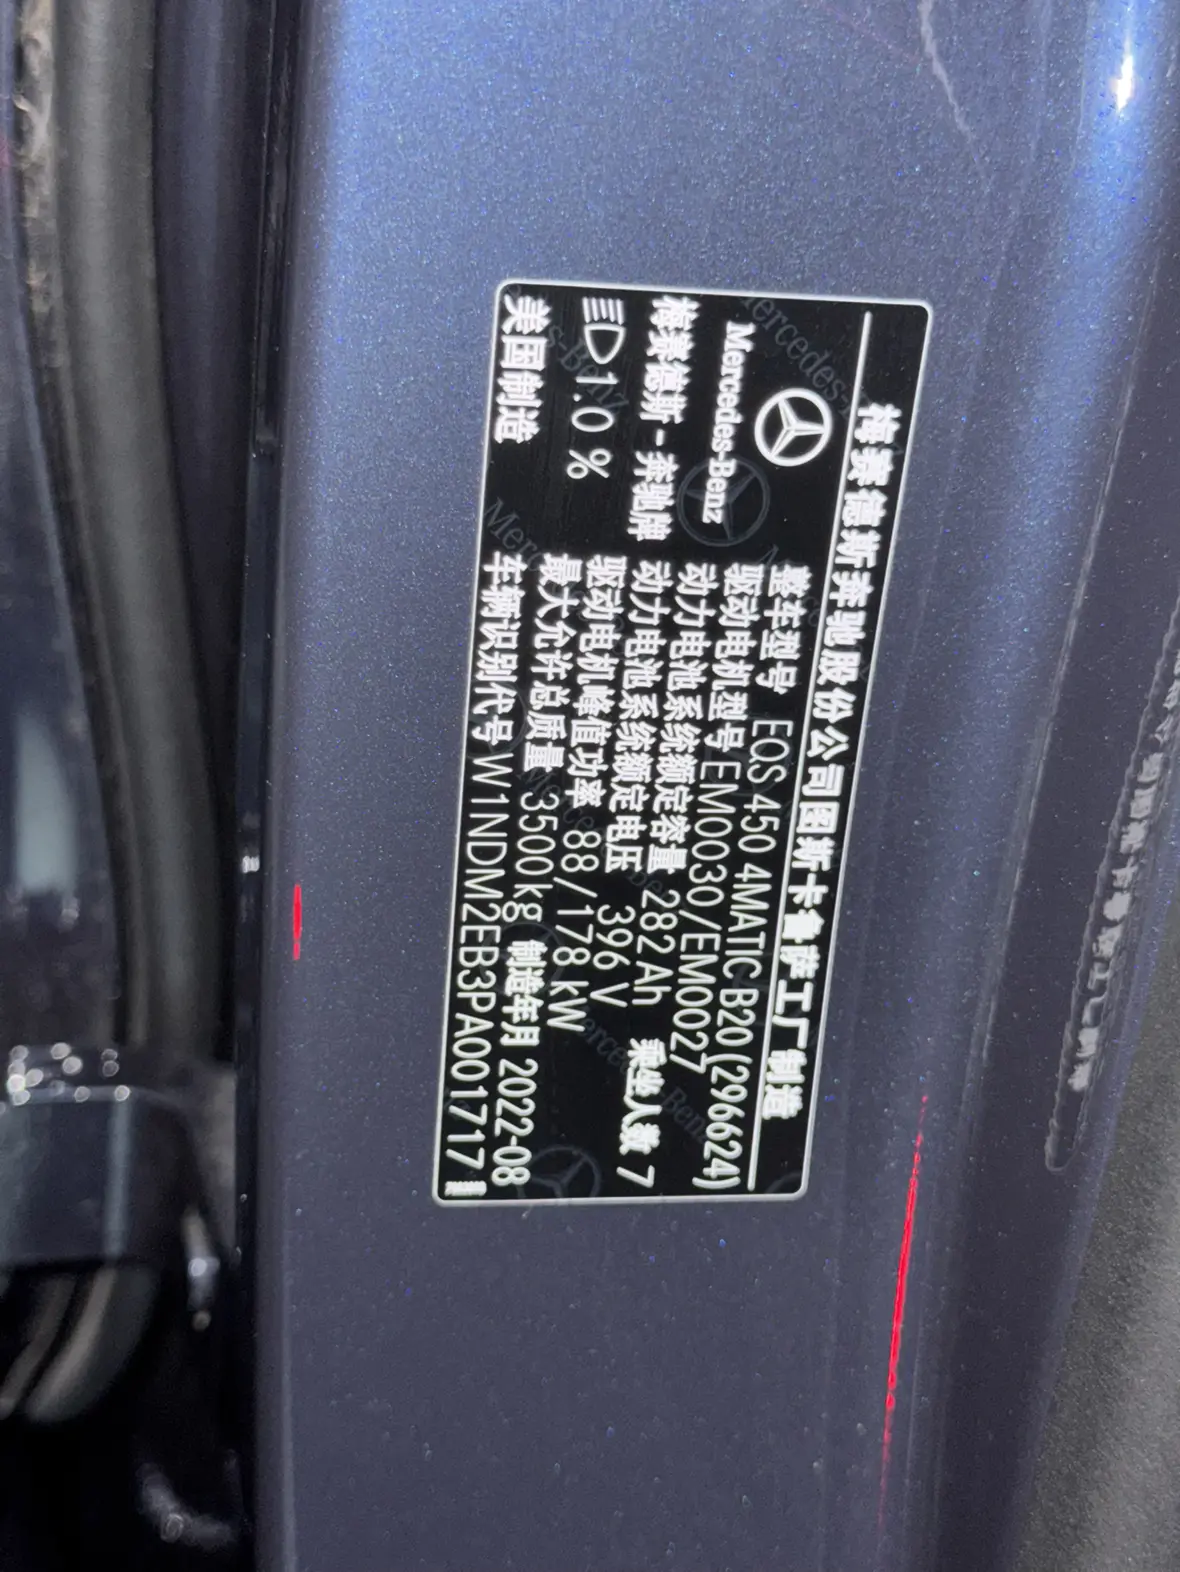 梅赛德斯奔驰股份公司图斯卡鲁萨工厂制造
Mercedes-Benz
梅赛德斯-奔驰牌
1.0 %
美国制造
整车型号 EQS 450 4MATIC B20 (296624)
驱动电机型号 EM0030/EM0027
动力电池系统额定容量 282 Ah
动力电池系统额定电压 396 V 乘坐人数 7
驱动电机峰值功率 88/178 kW
最大允许总质量 3500kg 制造年月 2022-08
车辆识别代号 W1NDM2EB3PA001717